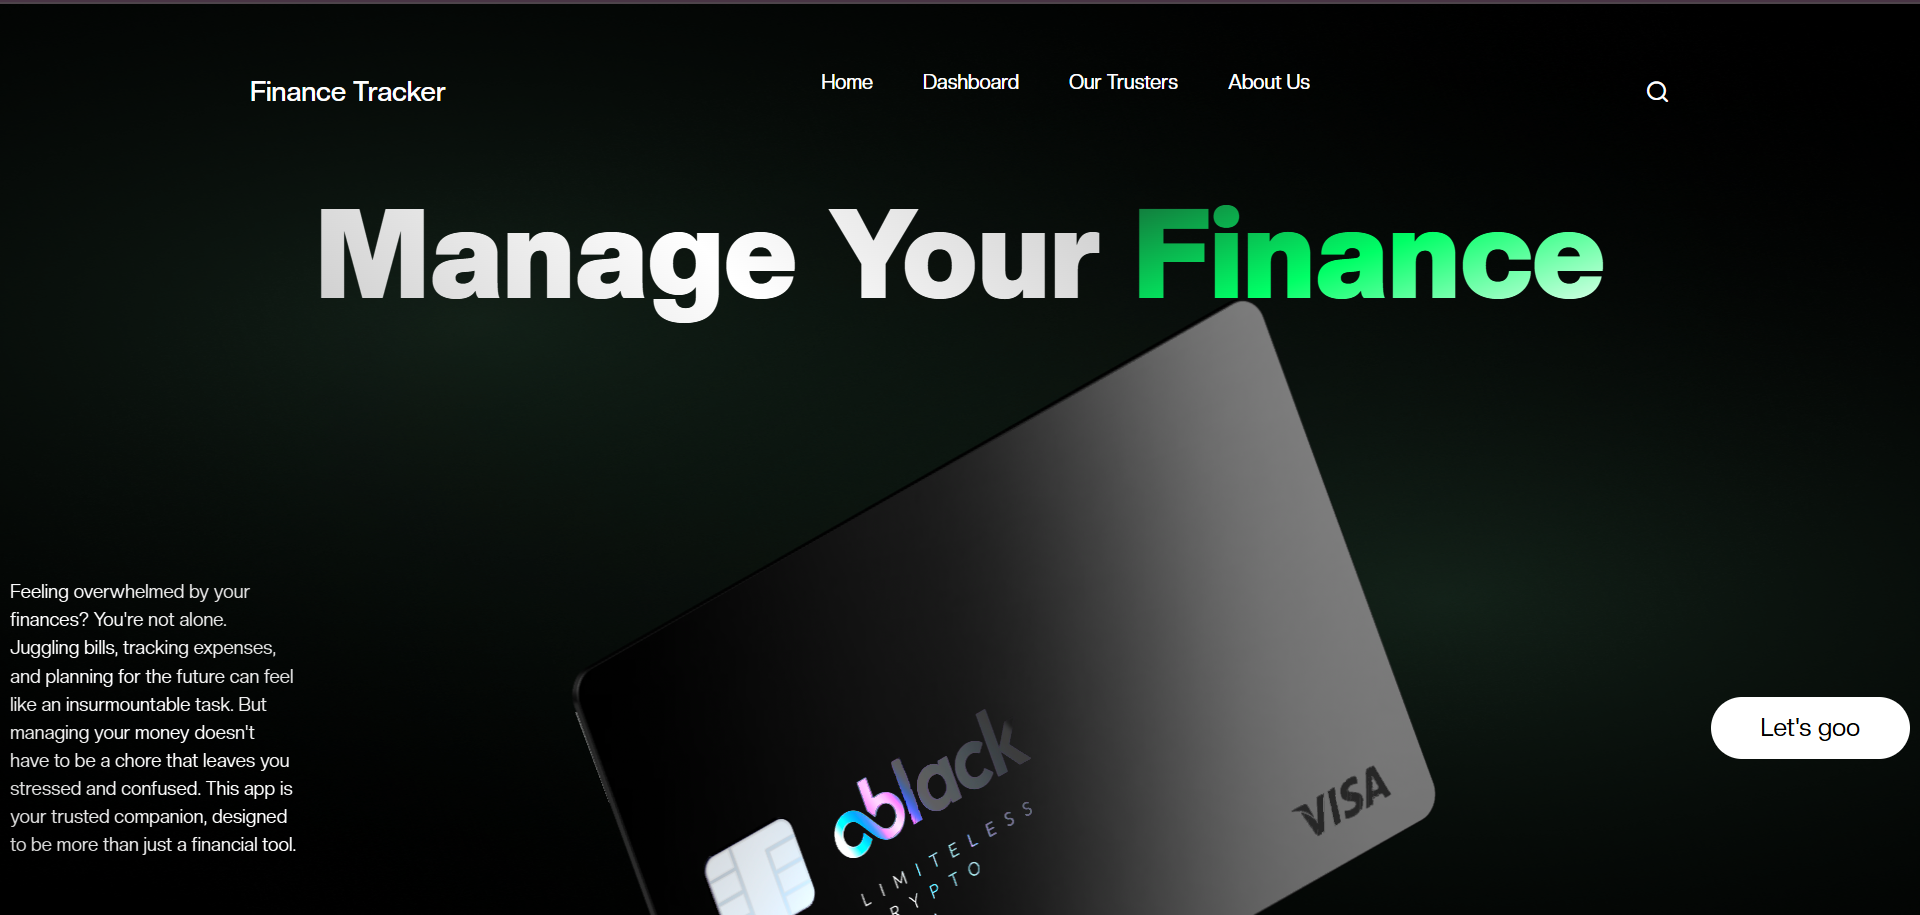 Finance Tracker
Home
Dashboard
Our Trusters
About Us
Manage Your Finance
Feeling overwhelmed by your
finances? You're not alone.
Juggling bills, tracking expenses,
and planning for the future can feel
like an insurmountable task. But
managing your money doesn't
have to be a chore that leaves you
stressed and confused. This app is
your trusted companion, designed
to be more than just a financial tool.
black
LIMITELESS
RYPTO
VISA
Let's goo